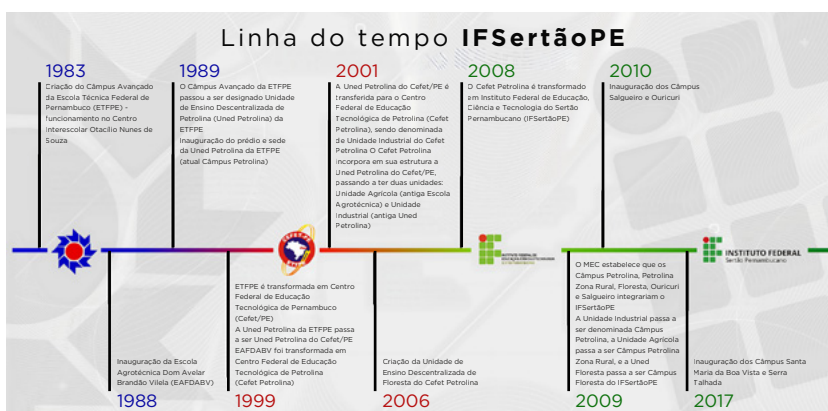 Linha do tempo IFSertãoPE
1983
Criação do Câmpus Avançado
da Escola Técnica Federal de
Pernambuco (ETFPE) -
funcionamento no Centro
Interescolar Otacílio Nunes de
Souza
1989
O Câmpus Avançado da ETFPE
passou a ser designado Unidade
de Ensino Descentralizada de
Petrolina (Uned Petrolina) da
ETFPE
Inauguração do prédio e sede
da Uned Petrolina da ETFPE
(atual Câmpus Petrolina)
2001
A Uned Petrolina do Cefet/PE é
transferida para o Centro
Federal de Educação
Tecnológica de Petrolina (Cefet
Petrolina), sendo denominada
de Unidade Industrial do Cefet
Petrolina O Cefet Petrolina
incorpora em sua estrutura a
Uned Petrolina do Cefet/PE,
passando a ter duas unidades:
Unidade Agrícola (antiga Escola
Agrotécnica) e Unidade
Industrial (antiga Uned
Petrolina)
2008
O Cefet Petrolina é transformado
em Instituto Federal de Educação,
Ciência e Tecnologia do Sertão
Pernambucano (IFSertãoPE)
2010
Inauguração dos Câmpus
Salgueiro e Ouricuri
INSTITUTO FEDERAL
Sertão Pernambucano
Inauguração da Escola
Agrotécnica Dom Avelar
Brandão Vilela (EAFDABV)
1988
ETFPE é transformada em Centro
Federal de Educação
Tecnológica de Pernambuco
(Cefet/PE)
A Uned Petrolina da ETFPE passa
a ser Uned Petrolina do Cefet/PE
EAFDABV foi transformada em
Centro Federal de Educação
Tecnológica de Petrolina
(Cefet Petrolina)
1999
Criação da Unidade de
Ensino Descentralizada de
Floresta do Cefet Petrolina
2006
O MEC estabelece que os
Câmpus Petrolina, Petrolina
Zona Rural, Floresta, Ouricuri
e Salgueiro integrariam o
IFSertãoPE
A Unidade Industrial passa a
ser denominada Câmpus
Petrolina, a Unidade Agrícola
passa a ser Câmpus Petrolina
Zona Rural, e a Uned
Floresta passa a ser Câmpus
Floresta do IFSertãoPE
2009
Inauguração dos Câmpus Santa
Maria da Boa Vista e Serra
Talhada
2017